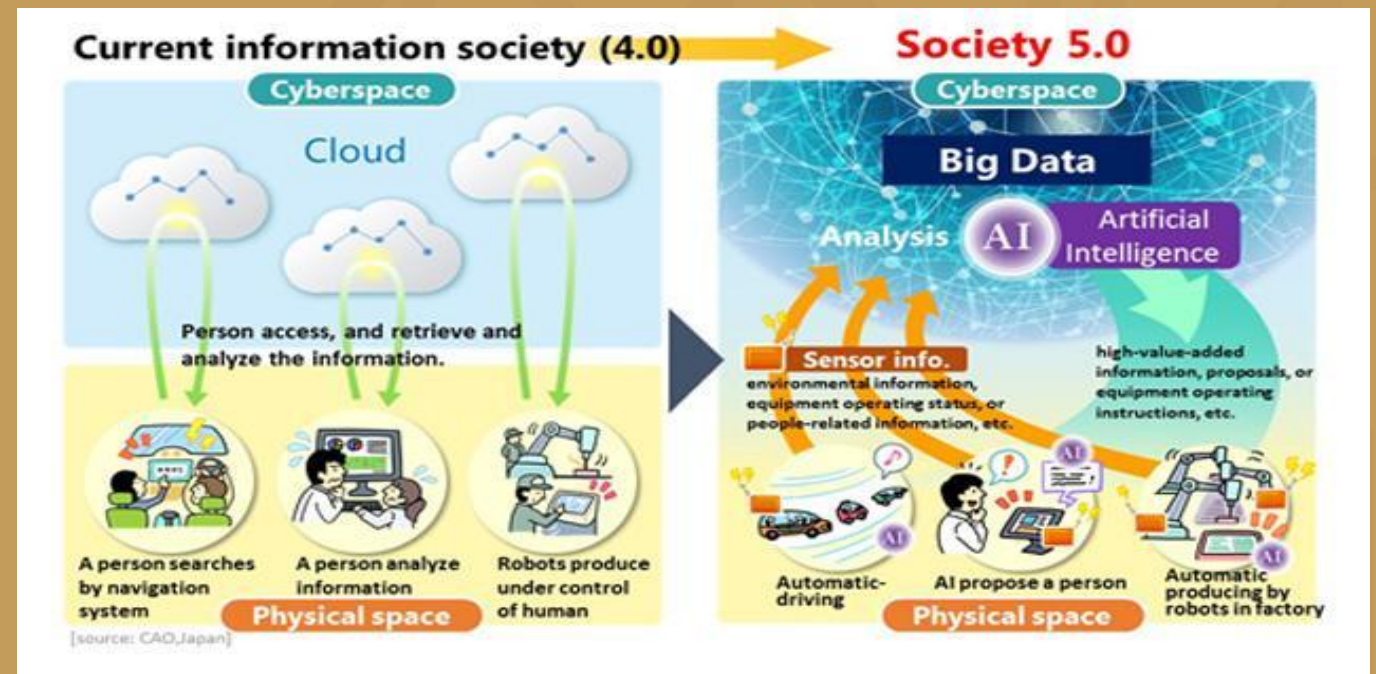 Current information society (4.0)
Society 5.0
Cyberspace
Cloud
Person access, and retrieve and
analyze the information.
A person searches
by navigation
system
A person analyze
information
Robots produce
under control
of human
Physical space
[source: CAO,Japan]
Cyberspace
Big Data
Analysis
AI
Artificial
Intelligence
Sensor info.
environmental information,
equipment operating status, or
people-related information, etc.
high-value-added
information, proposals, or
equipment operating
instructions, etc.
AI
AI
AI
Automatic-
driving
AI propose a person
Automatic
producing by
robots in factory
Physical space